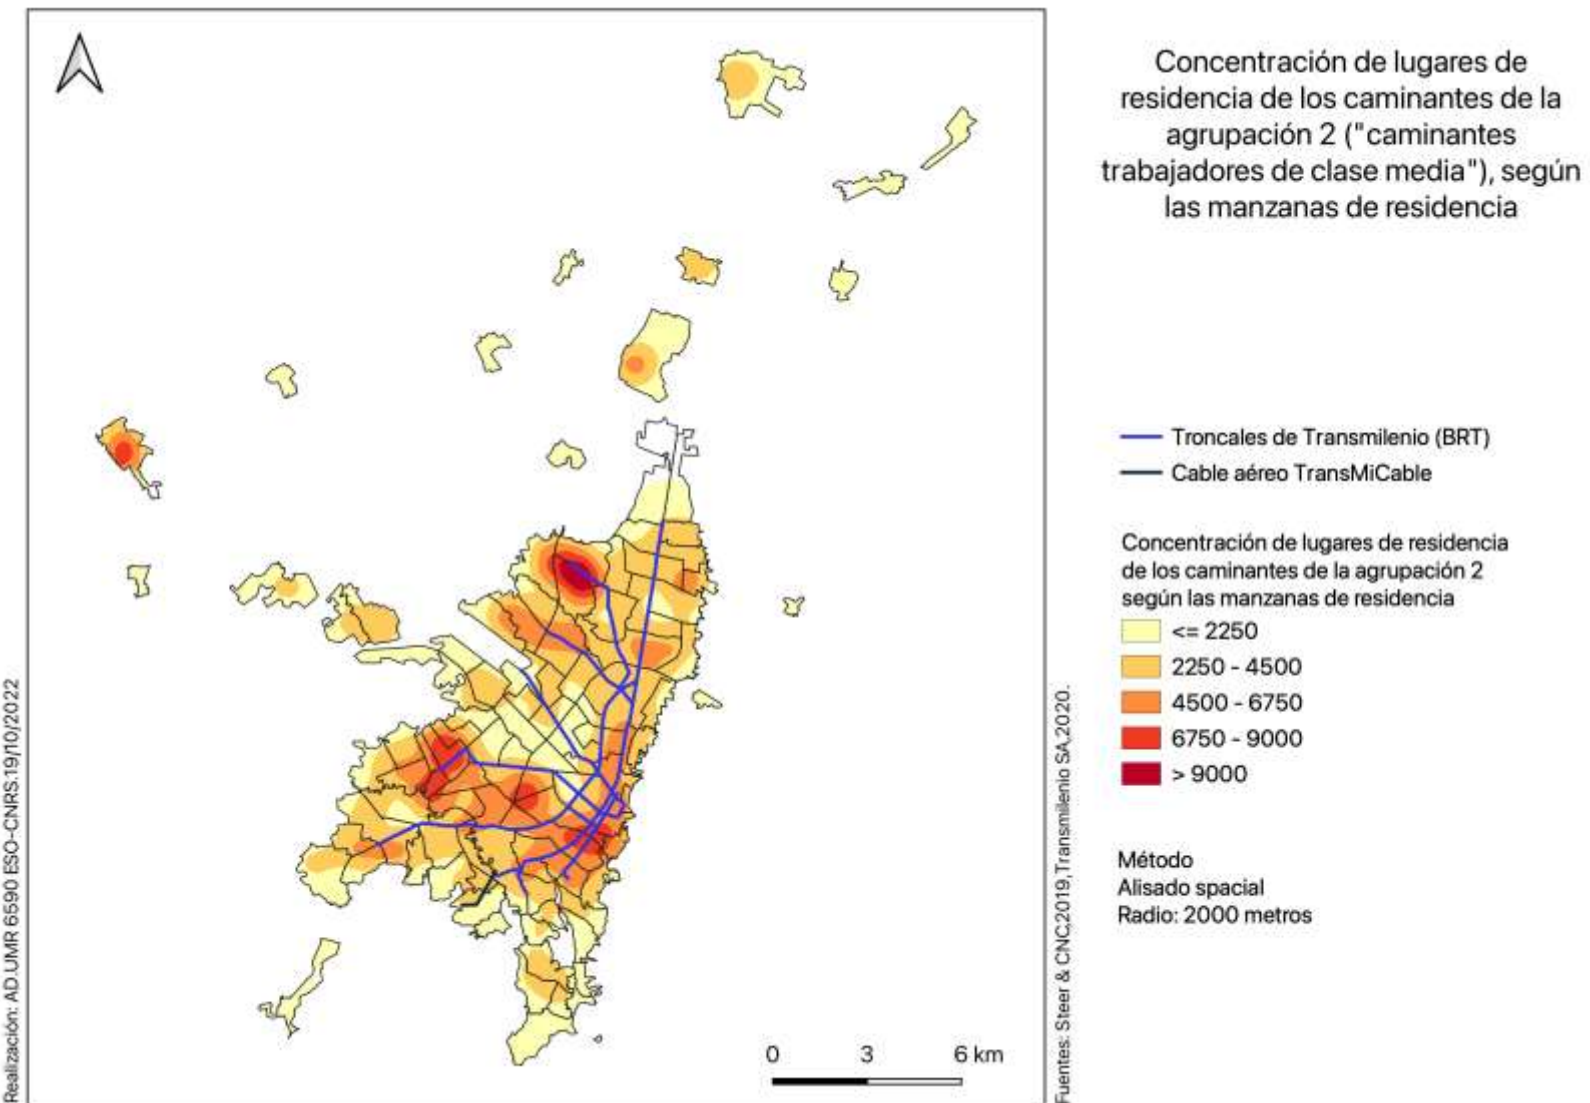 Concentración de lugares de
residencia de los caminantes de la
agrupación 2 ("caminantes
trabajadores de clase media"), según
las manzanas de residencia
Troncales de Transmilenio (BRT)
Cable aéreo TransMiCable
Concentración de lugares de residencia
de los caminantes de la agrupación 2
según las manzanas de residencia
<= 2250
2250 - 4500
4500 - 6750
6750 - 9000
> 9000
Método
Alisado spacial
Radio: 2000 metros
0 3 6 km
Realización: AD.UMR 6590 ESO-CNRS.19/10/2022
Fuentes: Steer & CNC,2019,Transmilenio SA,2020.